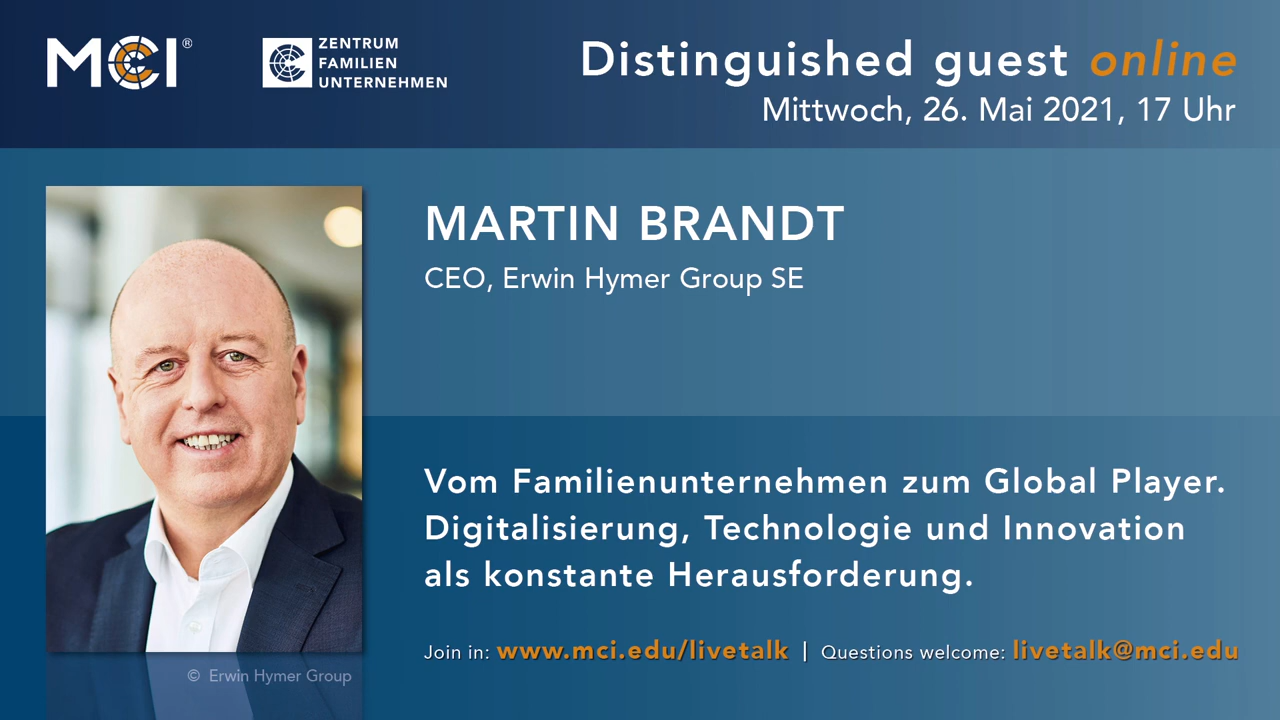 MCI®
ZENTRUM
FAMILIEN
UNTERNEHMEN
Distinguished guest online
Mittwoch, 26. Mai 2021, 17 Uhr
MARTIN BRANDT
CEO, Erwin Hymer Group SE
Vom Familienunternehmen zum Global Player.
Digitalisierung, Technologie und Innovation
als konstante Herausforderung.
Join in: www.mci.edu/livetalk | Questions welcome: livetalk@mci.edu
© Erwin Hymer Group